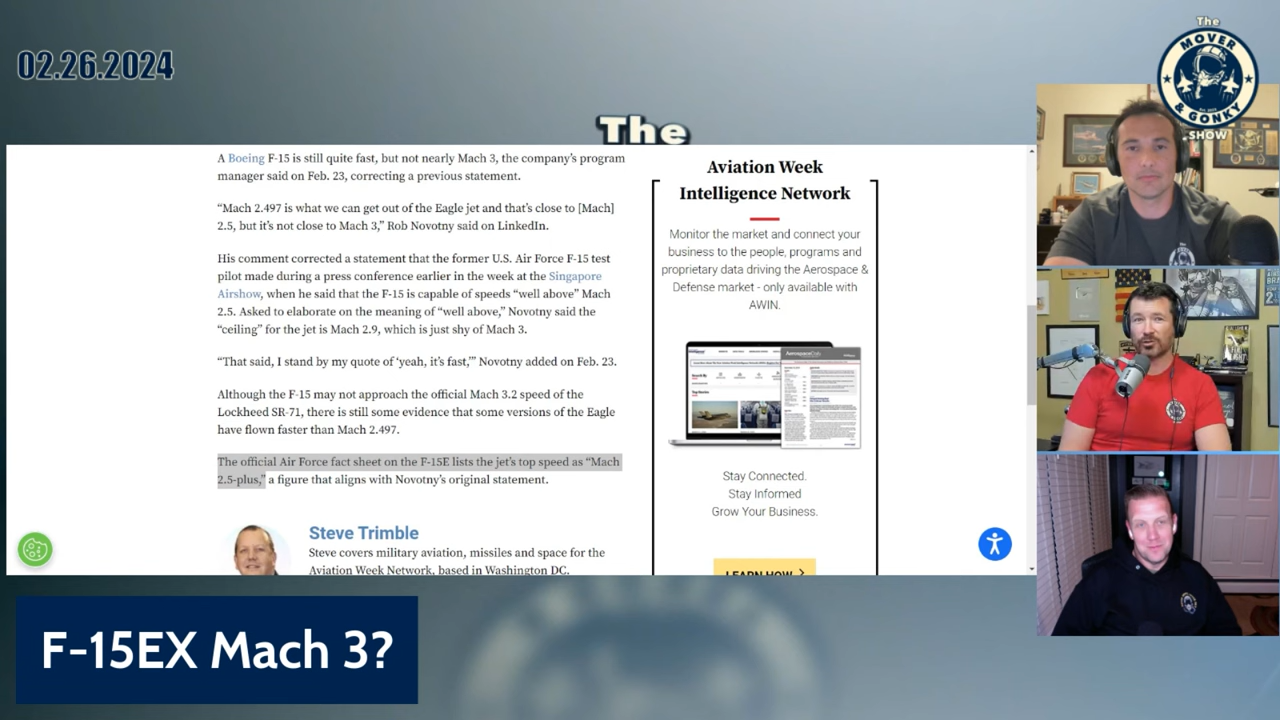 02.26.2024
The
MOVER
& GONKY
SHOW
The
A Boeing F-15 is still quite fast, but not nearly Mach 3, the company’s program
manager said on Feb. 23, correcting a previous statement.
“Mach 2.497 is what we can get out of the Eagle jet and that’s close to [Mach]
2.5, but it’s not close to Mach 3,” Rob Novotny said on LinkedIn.
His comment corrected a statement that the former U.S. Air Force F-15 test
pilot made during a press conference earlier in the week at the Singapore
Airshow, when he said that the F-15 is capable of speeds “well above” Mach
2.5. Asked to elaborate on the meaning of “well above,” Novotny said the
“ceiling” for the jet is Mach 2.9, which is just shy of Mach 3.
“That said, I stand by my quote of ‘yeah, it’s fast,’” Novotny added on Feb. 23.
Although the F-15 may not approach the official Mach 3.2 speed of the
Lockheed SR-71, there is still some evidence that some versions of the Eagle
have flown faster than Mach 2.497.
The official Air Force fact sheet on the F-15E lists the jet’s top speed as “Mach
2.5-plus,” a figure that aligns with Novotny’s original statement.
Steve Trimble
Steve covers military aviation, missiles and space for the
Aviation Week Network, based in Washington DC.
Aviation Week
Intelligence Network
Monitor the market and connect your
business to the people, programs and
proprietary data driving the Aerospace &
Defense market - only available with
AWIN.
Stay Connected.
Stay Informed
Grow Your Business.
LEARN HOW
F-15EX Mach 3?